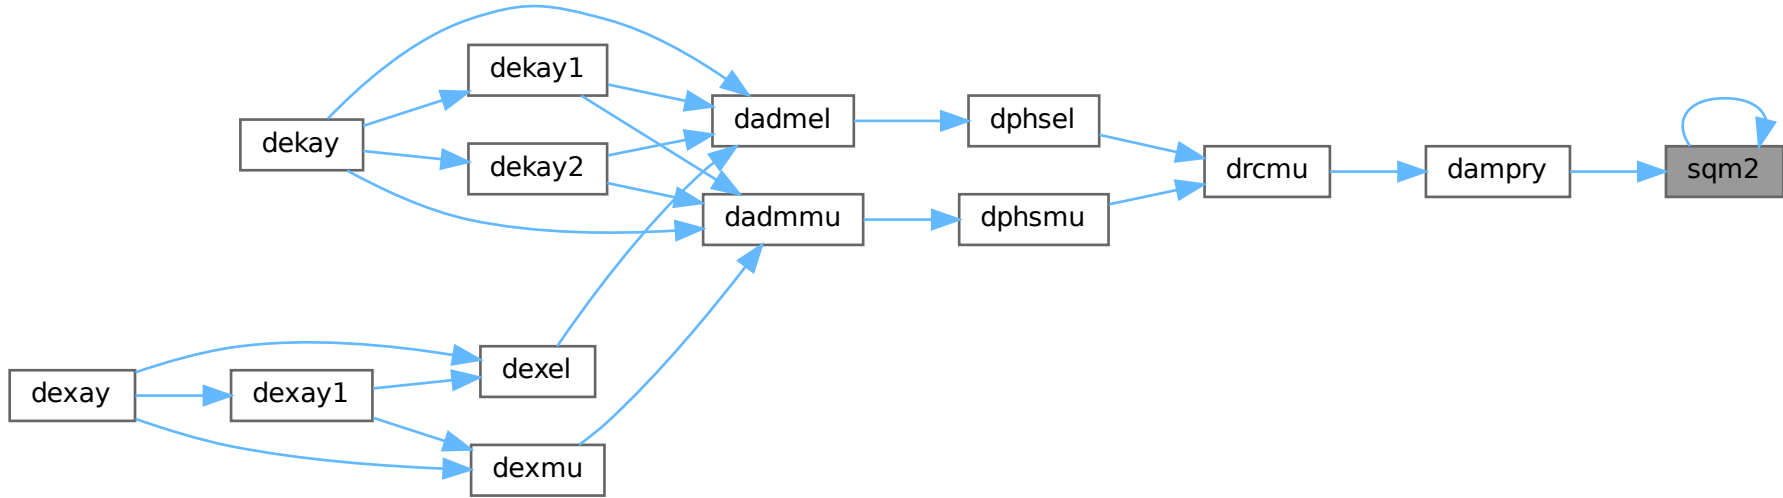 dekay1
dadmel
dphsel
dekay
dekay2
drcmu
dampry
sqm2
dadmmu
dphsmu
dexel
dexay
dexay1
dexmu